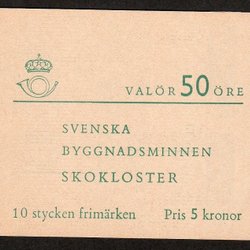 VALÖR 50 ÖRE
SVENSKA
BYGGNADSMINNEN
SKOKLOSTER
10 stycken frimärken Pris 5 kronor